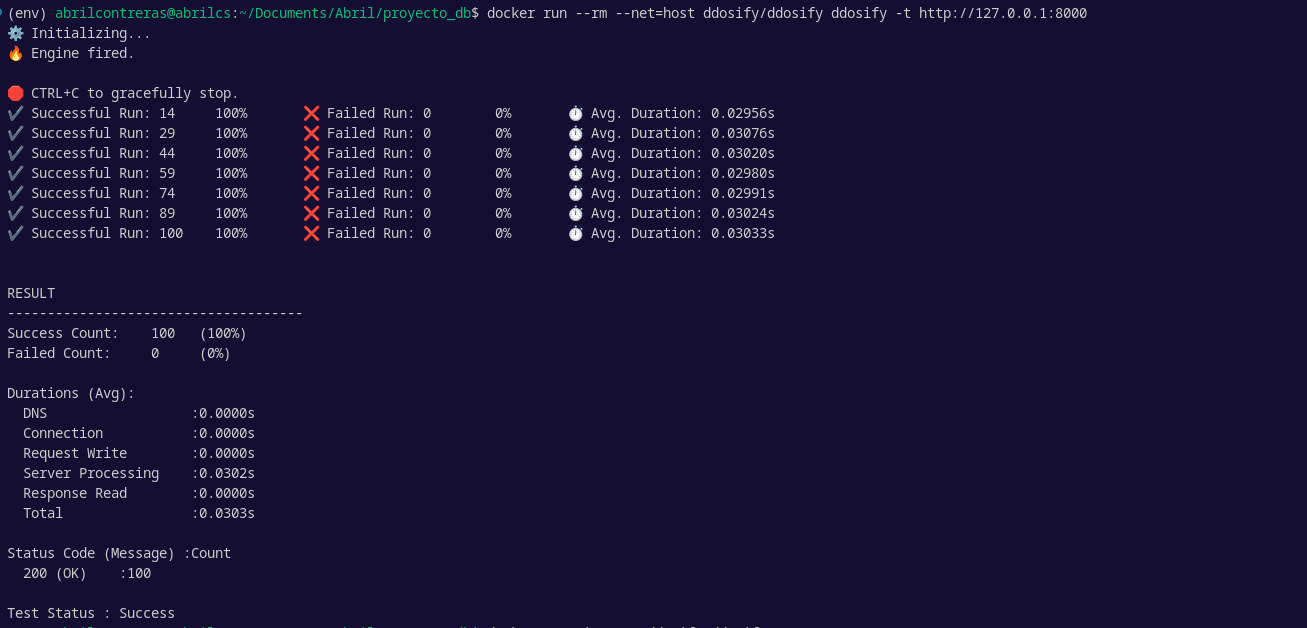 (env) abrilcontreras@abrilcs:~/Documents/Abril/proyecto_db$ docker run --rm --net=host ddosify/ddosify ddosify -t http://127.0.0.1:8000
⚙️ Initializing...
🔥 Engine fired.
🛑 CTRL+C to gracefully stop.
✔️ Successful Run: 14 100% ❌ Failed Run: 0 0% ⏱️ Avg. Duration: 0.02956s
✔️ Successful Run: 29 100% ❌ Failed Run: 0 0% ⏱️ Avg. Duration: 0.03076s
✔️ Successful Run: 44 100% ❌ Failed Run: 0 0% ⏱️ Avg. Duration: 0.03020s
✔️ Successful Run: 59 100% ❌ Failed Run: 0 0% ⏱️ Avg. Duration: 0.02980s
✔️ Successful Run: 74 100% ❌ Failed Run: 0 0% ⏱️ Avg. Duration: 0.02991s
✔️ Successful Run: 89 100% ❌ Failed Run: 0 0% ⏱️ Avg. Duration: 0.03024s
✔️ Successful Run: 100 100% ❌ Failed Run: 0 0% ⏱️ Avg. Duration: 0.03033s
RESULT
-------------------------------------
Success Count: 100 (100%)
Failed Count: 0 (0%)
Durations (Avg):
DNS :0.0000s
Connection :0.0000s
Request Write :0.0000s
Server Processing :0.0302s
Response Read :0.0000s
Total :0.0303s
Status Code (Message) :Count
200 (OK) :100
Test Status : Success